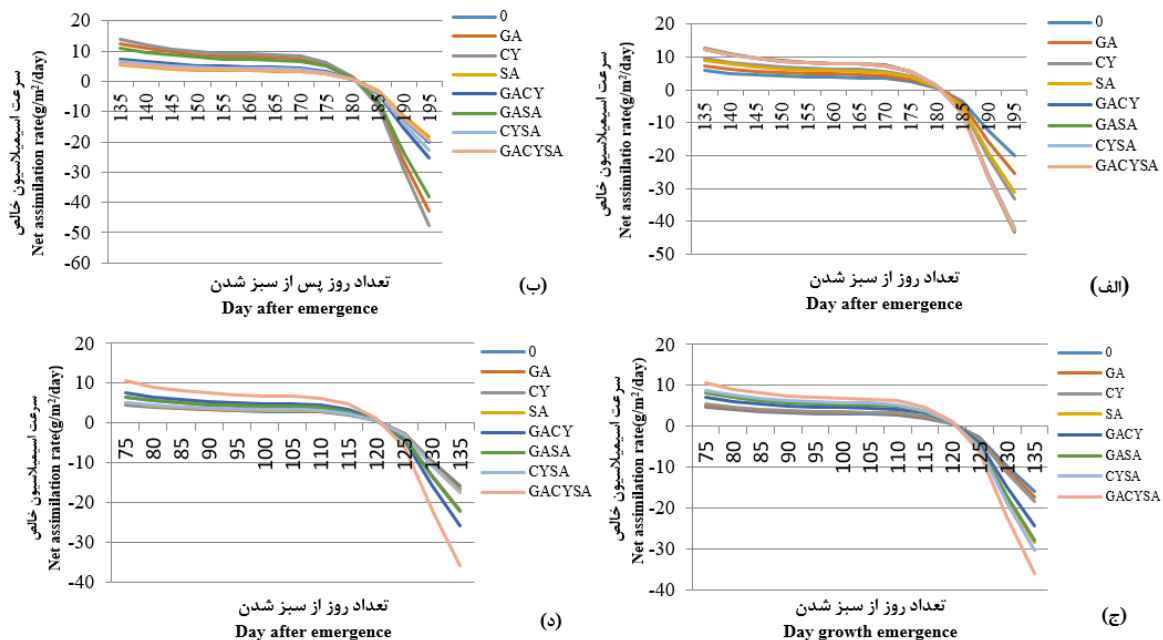 20
10
0
-10
-20
-30
-40
-50
-60
135
140
145
150
155
160
165
170
175
180
185
190
195
سرعت اسیمیلاسیون خالص
Net assimilation rate(g/m²/day)
0
GA
CY
SA
GACY
GASA
CYSA
GACYSA
تعداد روز پس از سبز شدن
Day after emergence
(ب)
20
10
0
-10
-20
-30
-40
-50
135
140
145
150
155
160
165
170
175
180
185
190
195
سرعت اسیمیلاسیون خالص
Net assimilatio rate(g/m²/day)
0
GA
CY
SA
GACY
GASA
CYSA
GACYSA
تعداد روز از سبز شدن
Day after emergence
(الف)
20
10
0
-10
-20
-30
-40
75
80
85
90
95
100
105
110
115
120
125
130
135
سرعت اسیمیلاسیون خالص
Net assimilation rate(g/m²/day)
0
GA
CY
SA
GACY
GASA
CYSA
GACYSA
تعداد روز از سبز شدن
Day after emergence
(د)
20
10
0
-10
-20
-30
-40
75
80
85
90
95
100
105
110
115
120
125
130
135
سرعت اسیمیلاسیون خالص
Net assimilation rate(g/m²/day)
0
GA
CY
SA
GACY
GASA
CYSA
GACYSA
تعداد روز از سبز شدن
Day growth emergence
(ج)